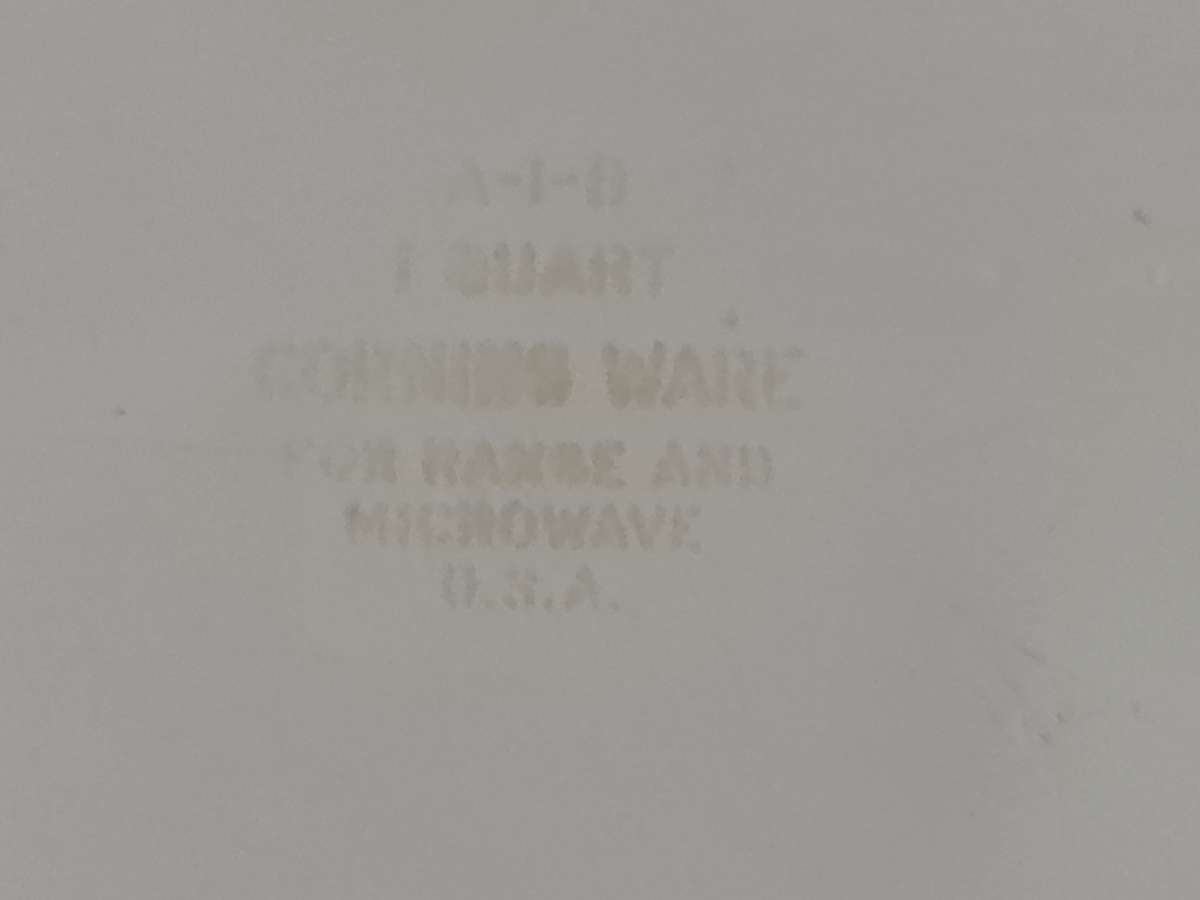 A-1-B
1 QUART
CORNING WARE
FOR RANGE AND
MICROWAVE
U.S.A.